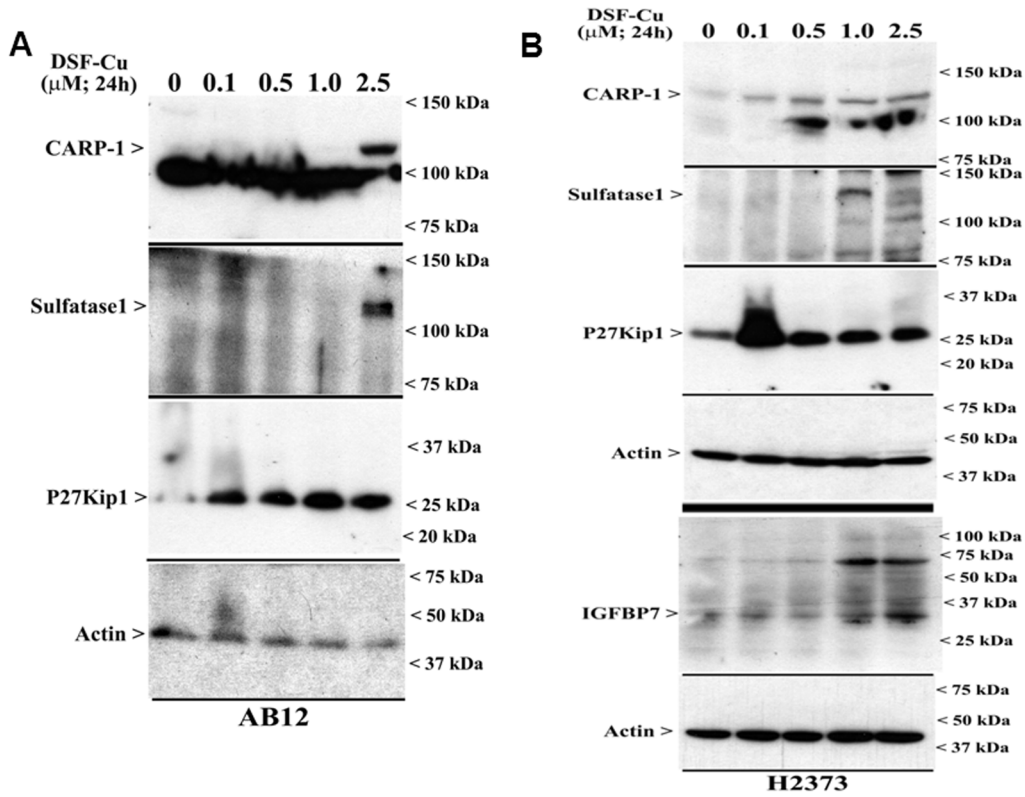 A
DSF-Cu
(μM; 24h)
0 0.1 0.5 1.0 2.5
CARP-1 >
< 150 kDa
< 100 kDa
< 75 kDa
Sulfatase1 >
< 150 kDa
< 100 kDa
< 75 kDa
P27Kip1 >
< 37 kDa
< 25 kDa
< 20 kDa
Actin >
< 75 kDa
< 50 kDa
< 37 kDa
AB12
B
DSF-Cu
(μM; 24h)
0 0.1 0.5 1.0 2.5
CARP-1 >
< 150 kDa
< 100 kDa
< 75 kDa
Sulfatase1 >
< 150 kDa
< 100 kDa
< 75 kDa
P27Kip1 >
< 37 kDa
< 25 kDa
< 20 kDa
Actin >
< 75 kDa
< 50 kDa
< 37 kDa
IGFBP7 >
< 100 kDa
< 75 kDa
< 50 kDa
< 37 kDa
< 25 kDa
Actin >
< 75 kDa
< 50 kDa
< 37 kDa
H2373